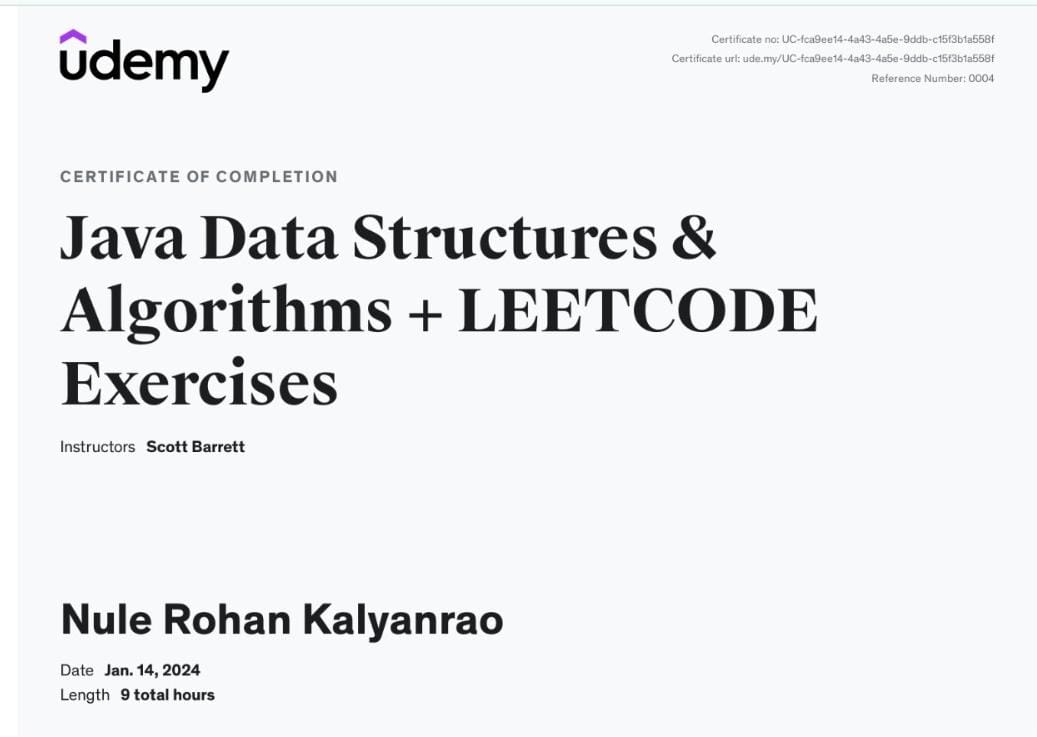 udemy
Certificate no: UC-fca9ee14-4a43-4a5e-9ddb-c15f3b1a558f
Certificate url: ude.my/UC-fca9ee14-4a43-4a5e-9ddb-c15f3b1a558f
Reference Number: 0004
CERTIFICATE OF COMPLETION
Java Data Structures &
Algorithms + LEETCODE
Exercises
Instructors Scott Barrett
Nule Rohan Kalyanrao
Date Jan. 14, 2024
Length 9 total hours